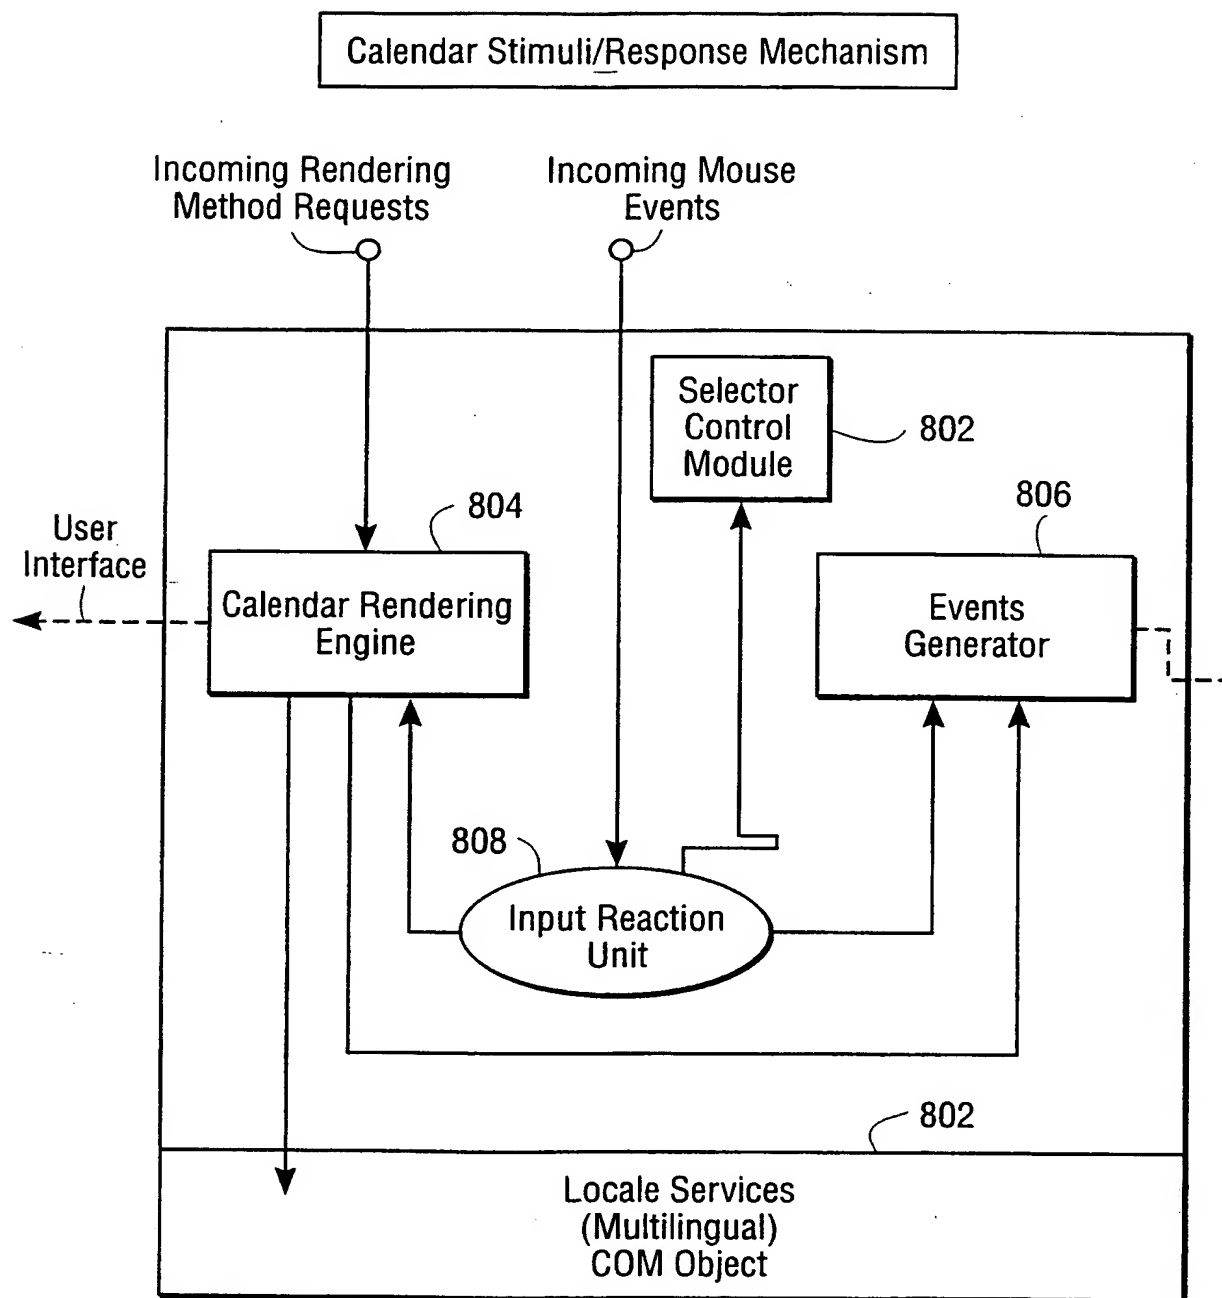 Calendar Stimuli/Response Mechanism
Incoming Rendering
Method Requests
Incoming Mouse
Events
Selector
Control
Module
802
804
806
User
Interface
Calendar Rendering
Engine
Events
Generator
808
Input Reaction
Unit
802
Locale Services
(Multilingual)
COM Object